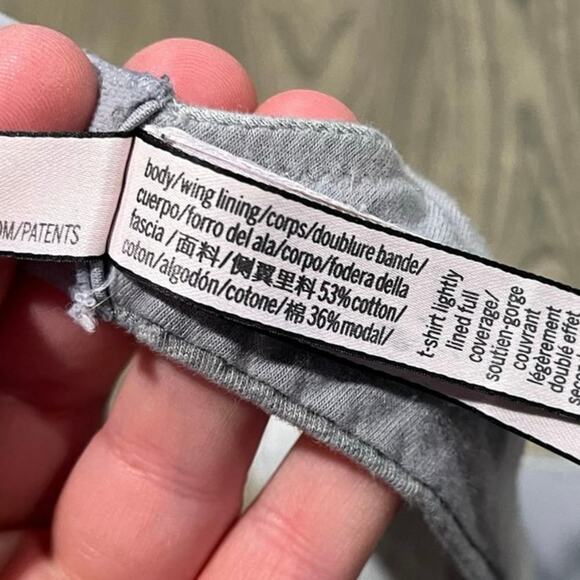 OM/PATENTS
body/wing lining/corps/doublure bande/
cuerpo/forro del ala/corpo/fodera della
fascia/面料/侧翼里料 53% cotton/
coton/algodón/cotone/棉 36% modal/
t-shirt lightly
lined full
coverage/
soutien-gorge
couvrant
légèrement
double effet